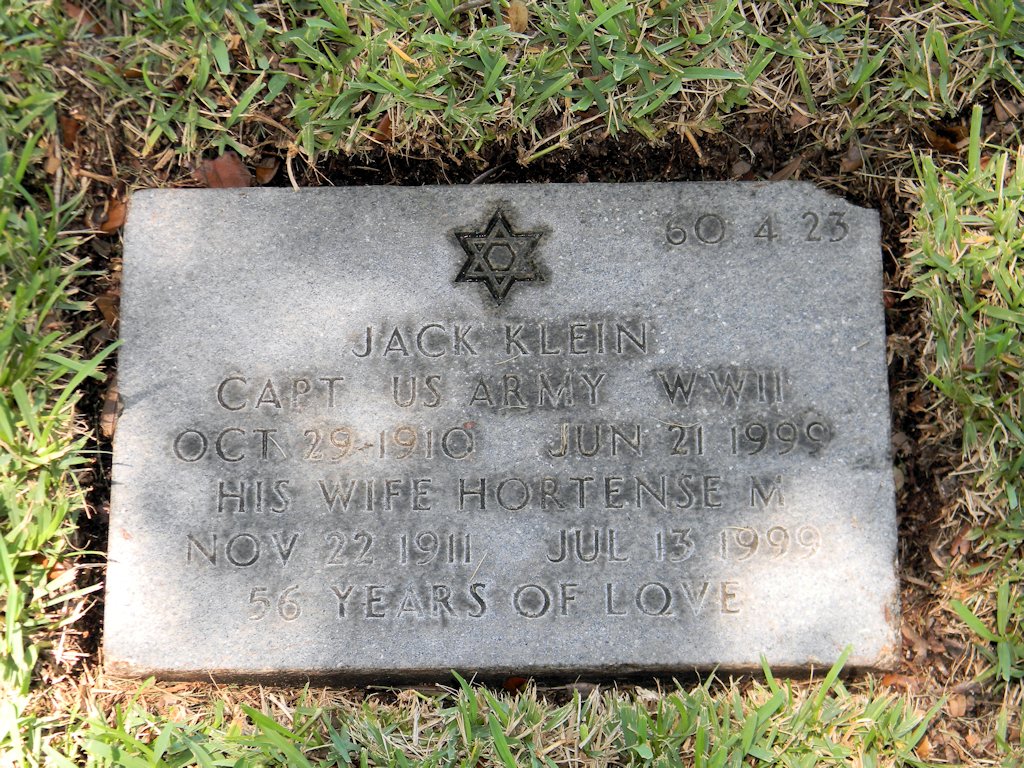 60 4 23
JACK KLEIN
CAPT US ARMY WWII
OCT 29 1910 JUN 21 1999
HIS WIFE HORTENSE M
NOV 22 1911 JUL 13 1999
56 YEARS OF LOVE